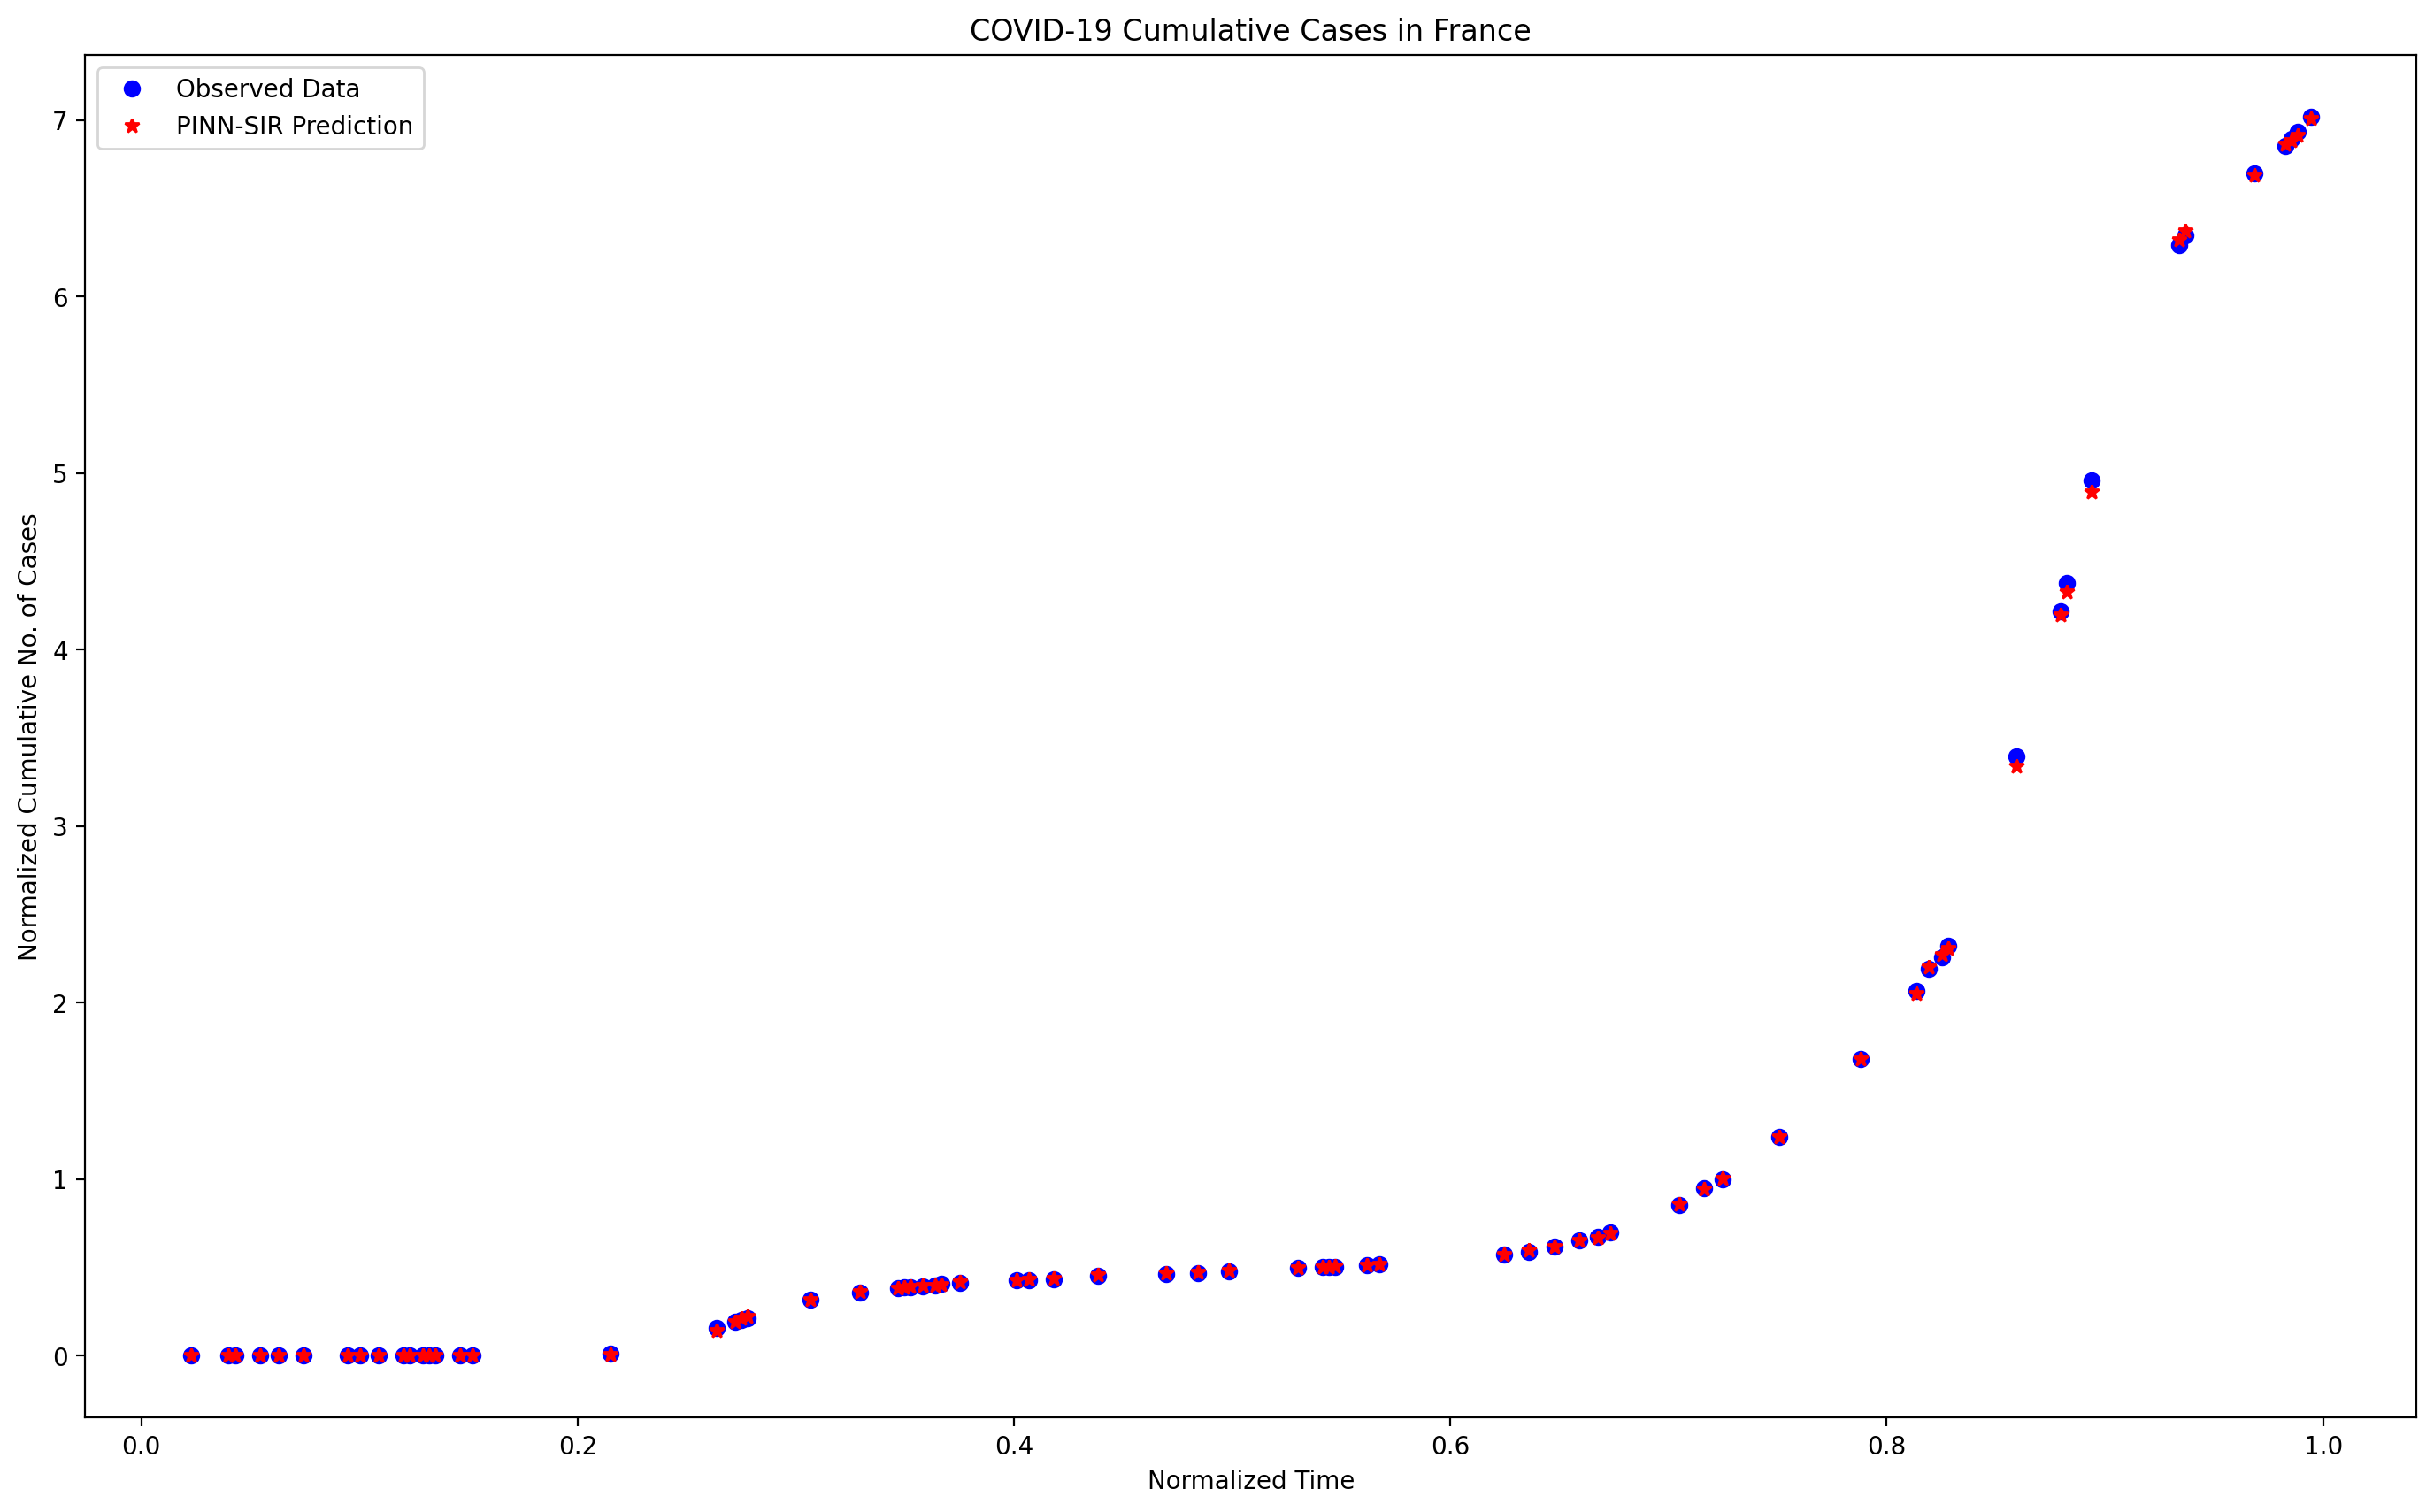 COVID-19 Cumulative Cases in France
Observed Data
PINN-SIR Prediction
7
6
5
4
3
2
1
0
Normalized Cumulative No. of Cases
0.0 0.2 0.4 0.6 0.8 1.0
Normalized Time